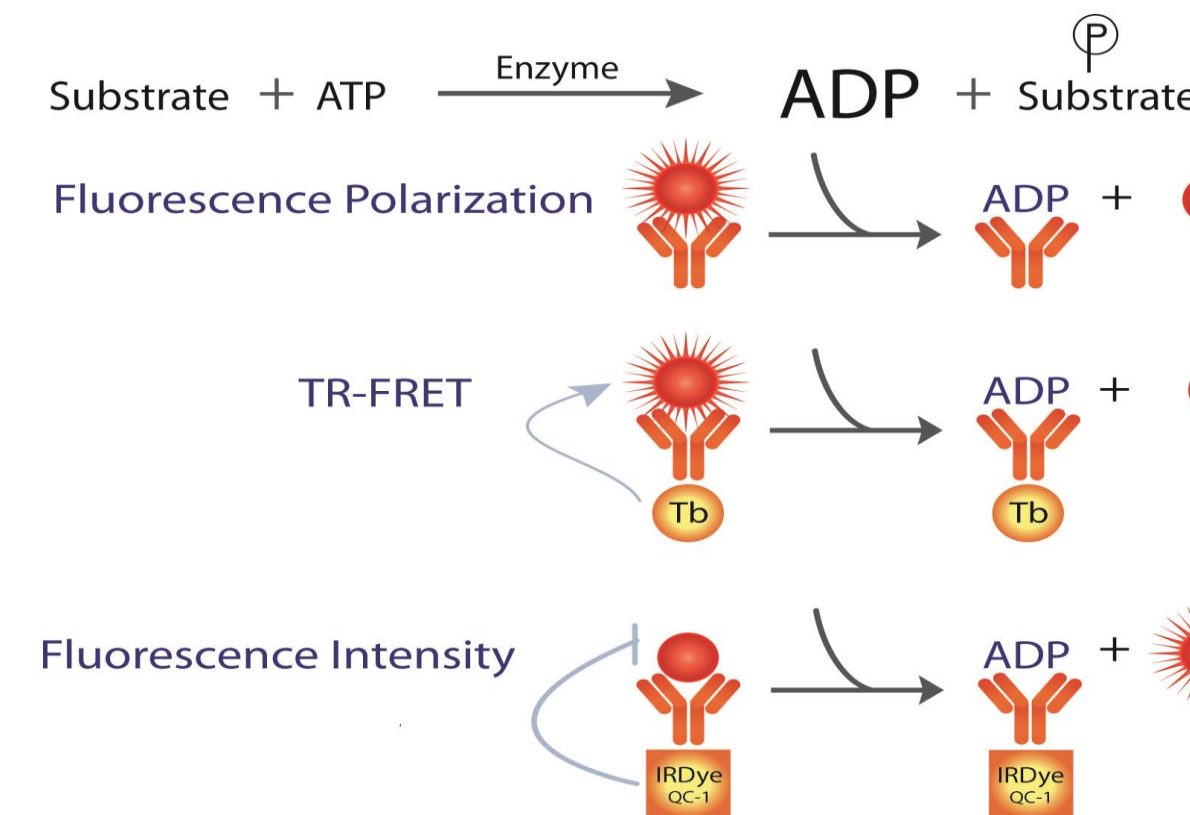 P
Substrate + ATP Enzyme ADP + Substrate
Fluorescence Polarization ADP +
TR-FRET ADP +
Tb Tb
Fluorescence Intensity ADP +
IRDye IRDye
QC-1 QC-1